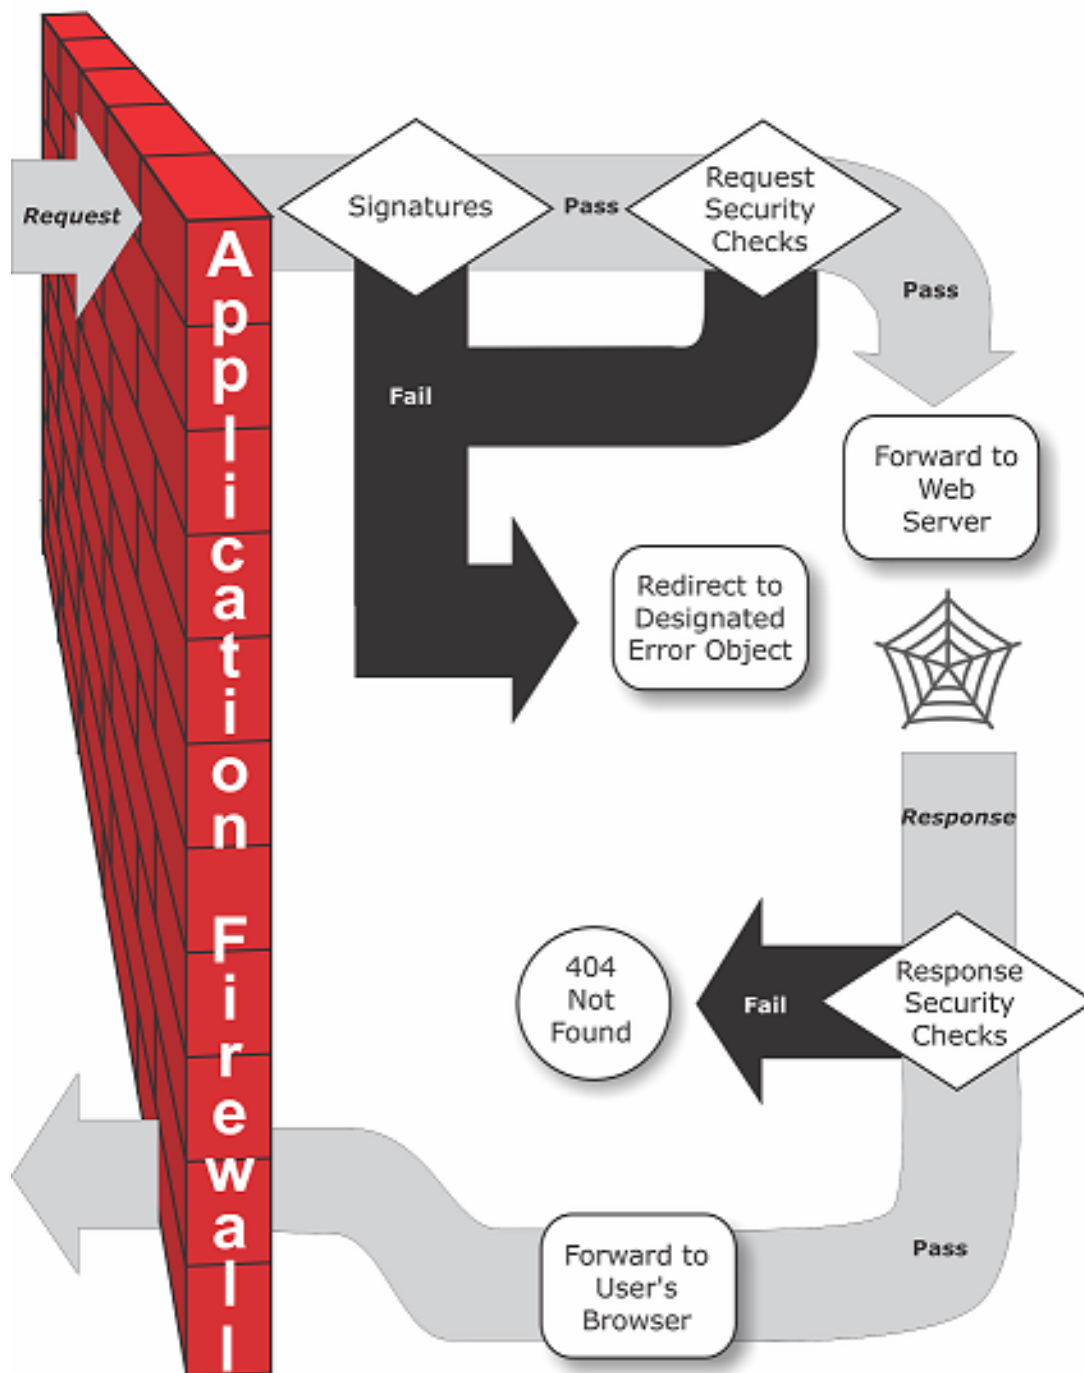 Request
Application Firewall
Signatures
Pass
Request
Security
Checks
Pass
Fail
Forward to
Web
Server
Redirect to
Designated
Error Object
Response
404
Not
Found
Fail
Response
Security
Checks
Pass
Forward to
User's
Browser